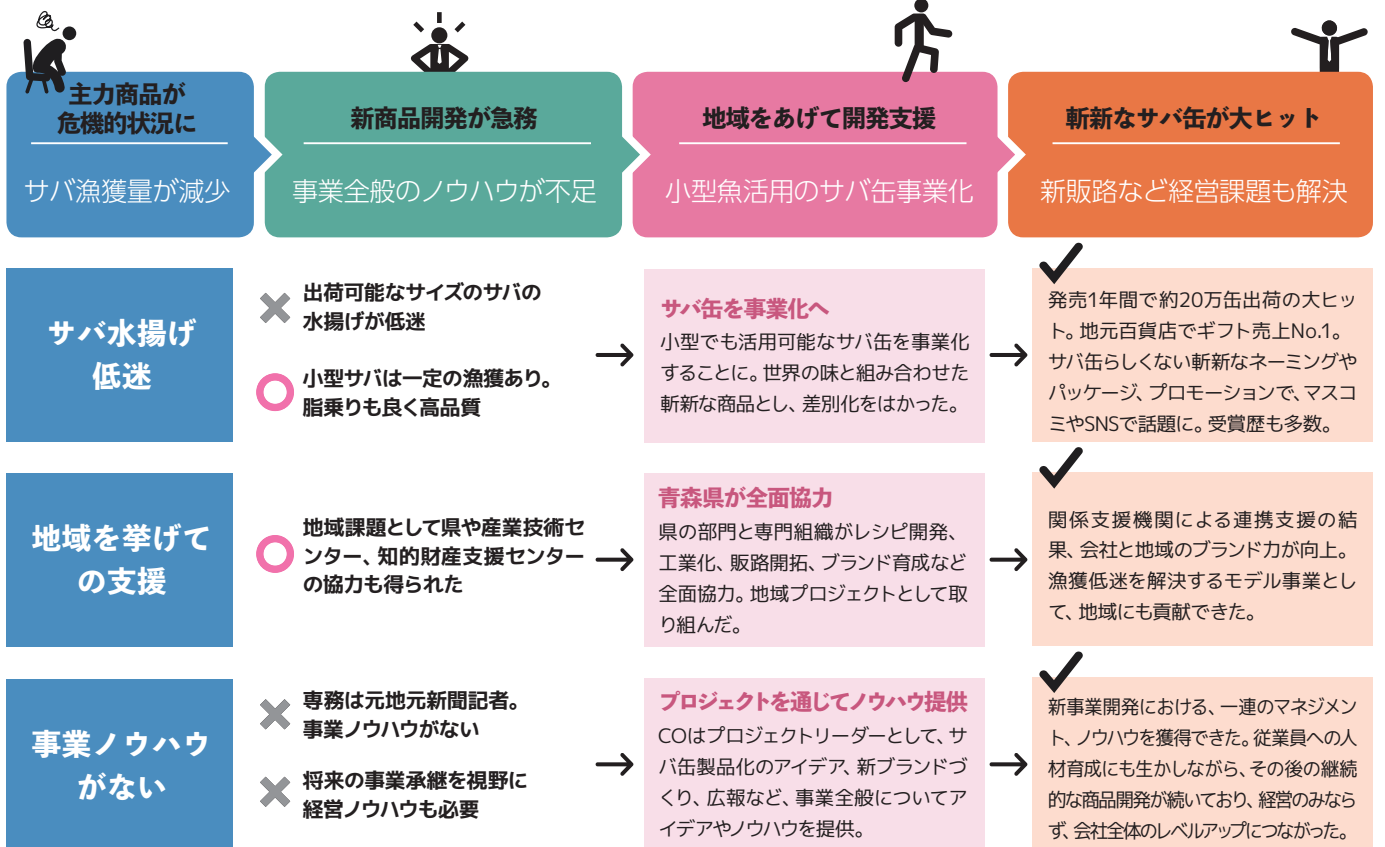 主力商品が
危機的状況に
サバ漁獲量が減少
新商品開発が急務
事業全般のノウハウが不足
地域をあげて開発支援
小型魚活用のサバ缶事業化
斬新なサバ缶が大ヒット
新販路など経営課題も解決
サバ水揚げ
低迷
出荷可能なサイズのサバの
水揚げが低迷
小型サバは一定の漁獲あり。
脂乗りも良く高品質
サバ缶を事業化へ
小型でも活用可能なサバ缶を事業化
することに。世界の味と組み合わせた
斬新な商品とし、差別化をはかった。
発売1年間で約20万缶出荷の大ヒッ
ト。地元百貨店でギフト売上No.1。
サバ缶らしくない斬新なネーミングや
パッケージ、プロモーションで、マスコ
ミやSNSで話題に。受賞歴も多数。
地域を挙げて
の支援
地域課題として県や産業技術セ
ンター、知的財産支援センター
の協力も得られた
青森県が全面協力
県の部門と専門組織がレシピ開発、
工業化、販路開拓、ブランド育成など
全面協力。地域プロジェクトとして取
り組んだ。
関係支援機関による連携支援の結
果、会社と地域のブランド力が向上。
漁獲低迷を解決するモデル事業とし
て、地域にも貢献できた。
事業ノウハウ
がない
専務は元地元新聞記者。
事業ノウハウがない
将来の事業承継を視野に
経営ノウハウも必要
プロジェクトを通じてノウハウ提供
COはプロジェクトリーダーとして、サ
バ缶製品化のアイデア、新ブランドづ
くり、広報など、事業全般についてア
イデアやノウハウを提供。
新事業開発における、一連のマネジメン
ト、ノウハウを獲得できた。従業員への人
材育成にも生かしながら、その後の継続
的な商品開発が続いており、経営のみなら
ず、会社全体のレベルアップにつながった。